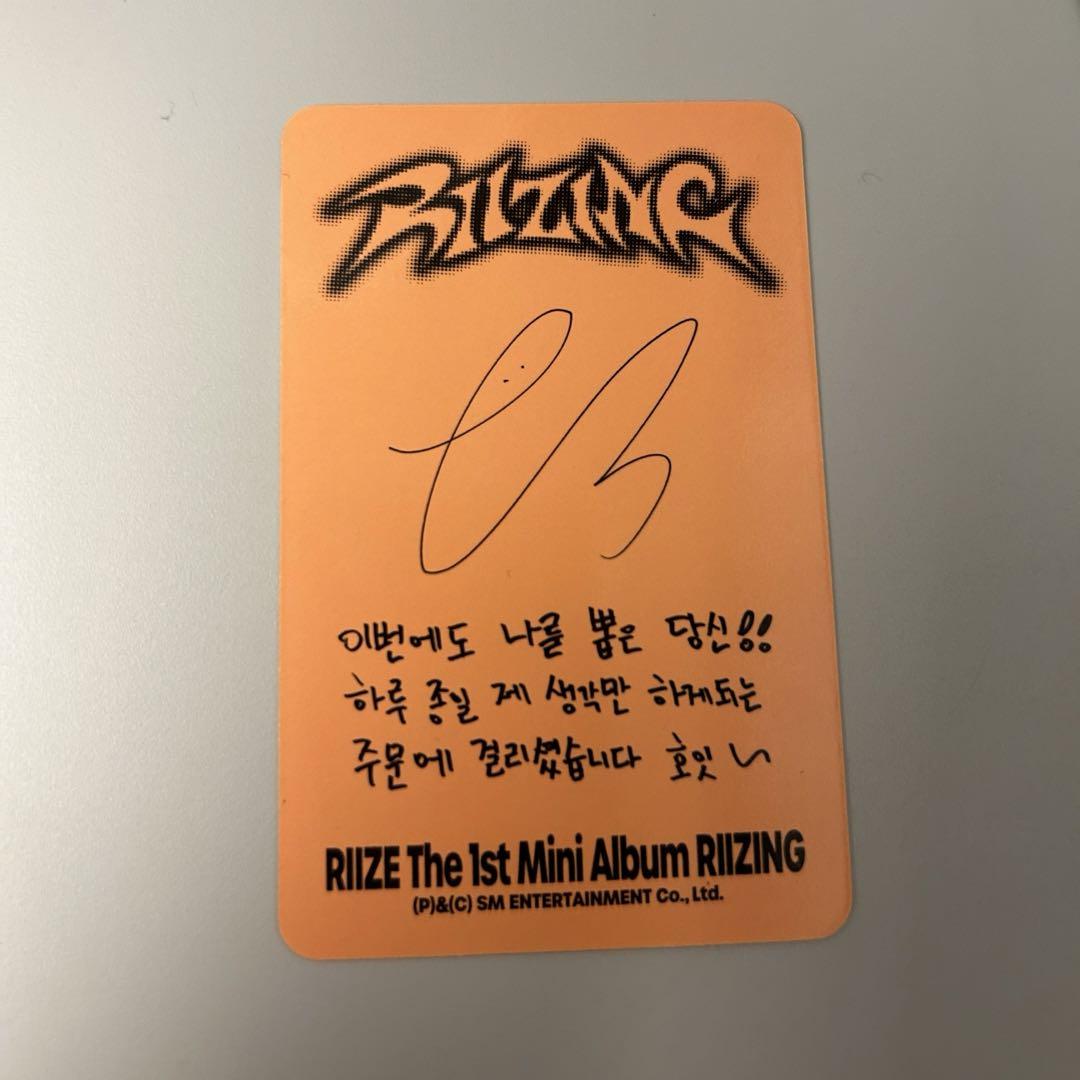 RIIZING
이번에도 나를 뽑은 당신!!
하루 종일 제 생각만 하게되는
주문에 걸리셨습니다 호잇
RIIZE The 1st Mini Album RIIZING
(P)&(C) SM ENTERTAINMENT Co., Ltd.